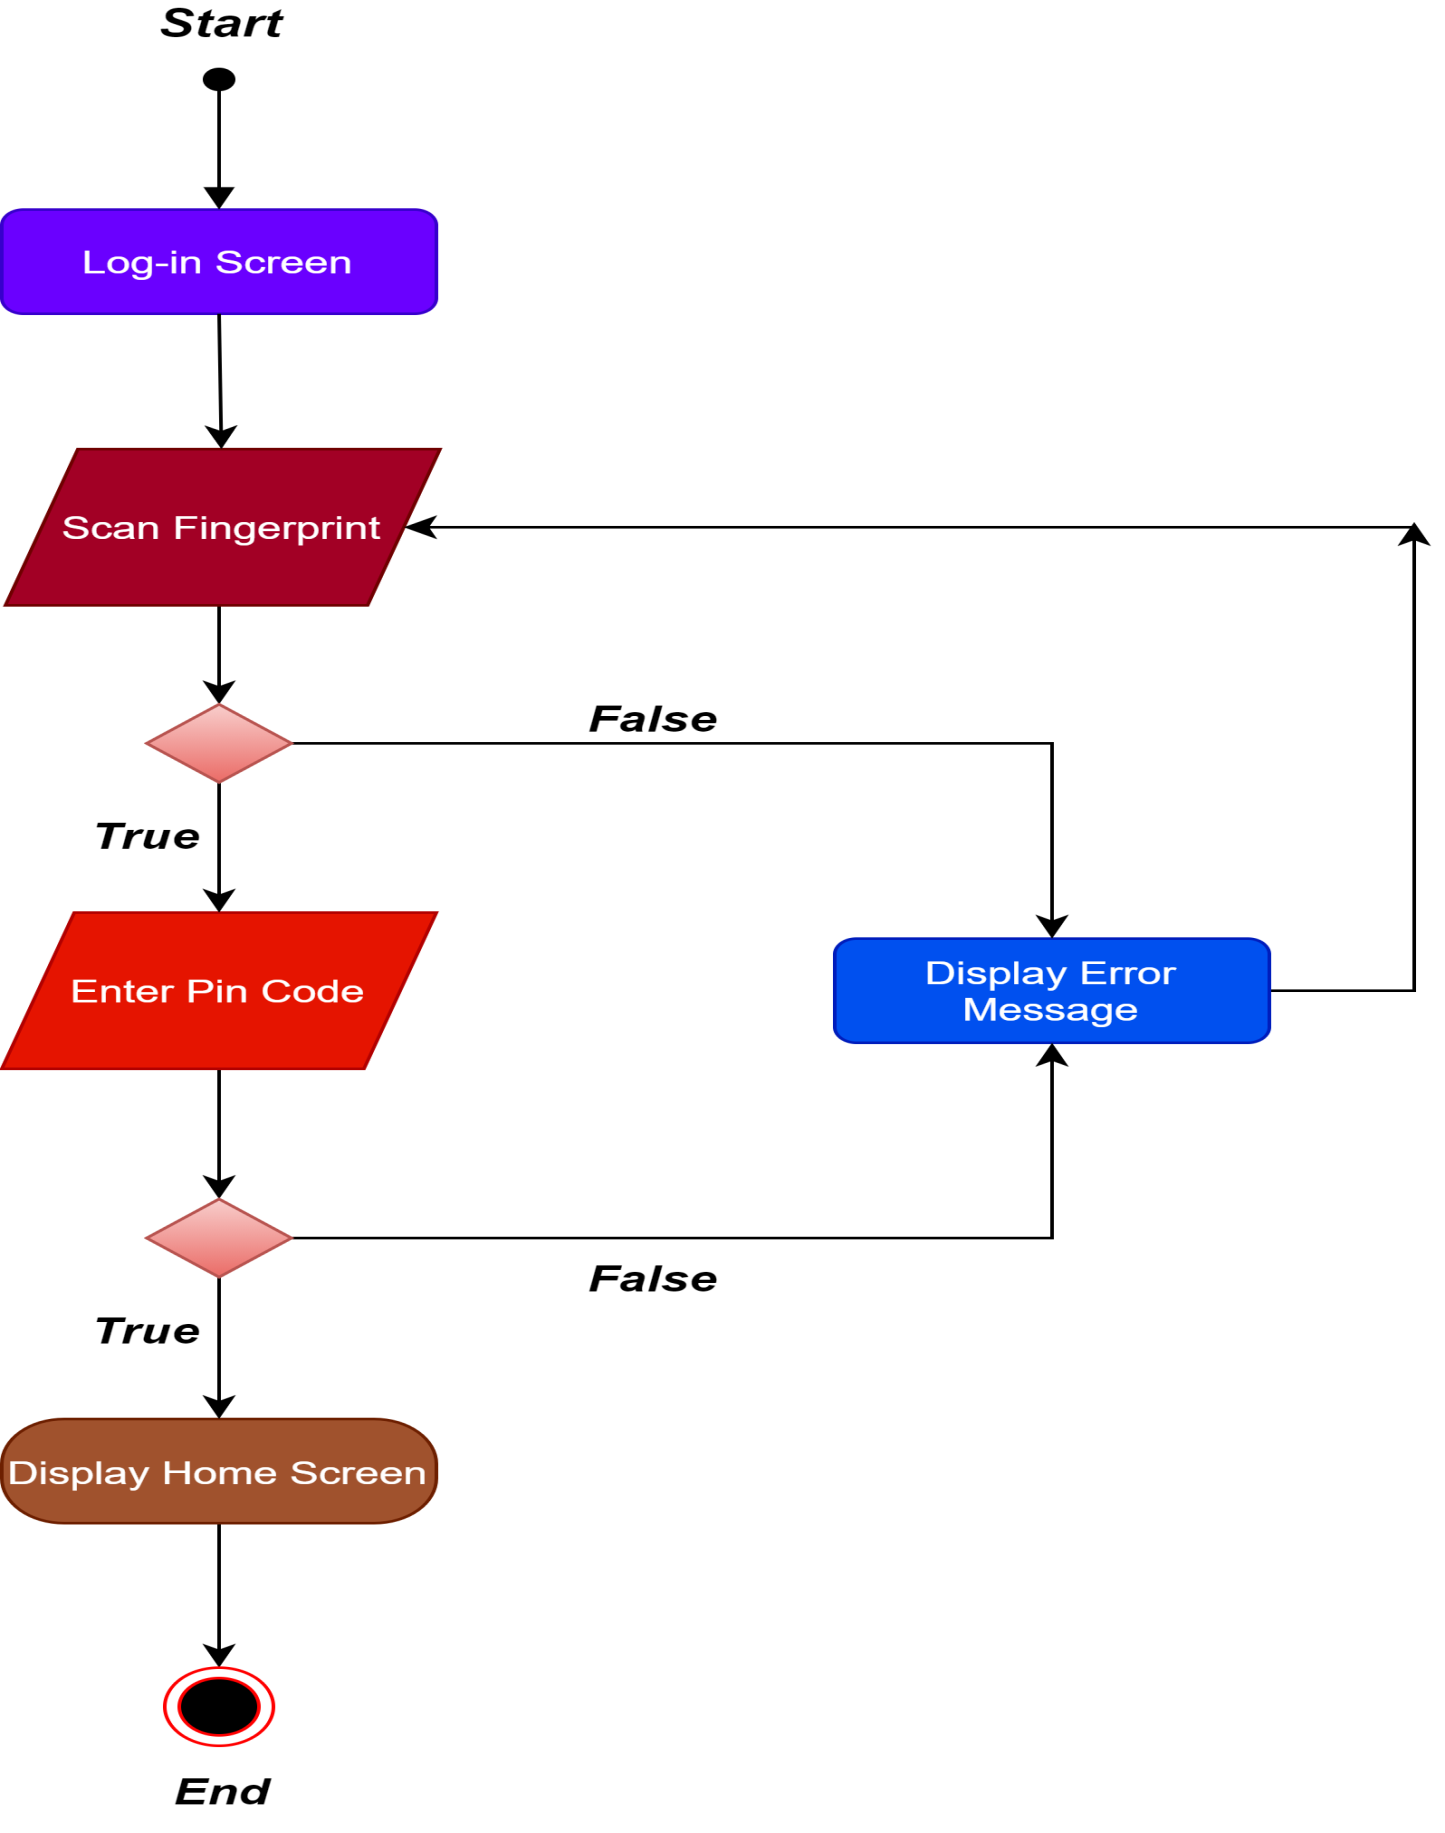 Start
Log-in Screen
Scan Fingerprint
False
True
Enter Pin Code
Display Error
Message
False
True
Display Home Screen
End